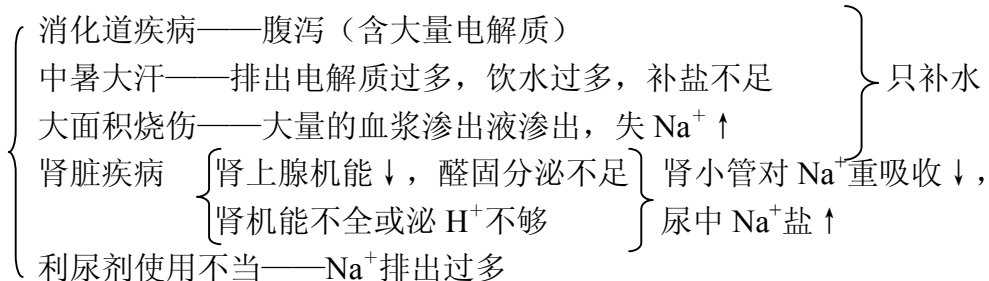 消化道疾病——腹泻（含大量电解质）
中暑大汗——排出电解质过多，饮水过多，补盐不足 只补水
大面积烧伤——大量的血浆渗出液渗出，失 Na⁺↑
肾脏疾病 肾上腺机能↓，醛固分泌不足 肾小管对 Na⁺重吸收↓，
肾机能不全或泌 H⁺不够 尿中 Na⁺盐↑
利尿剂使用不当——Na⁺排出过多